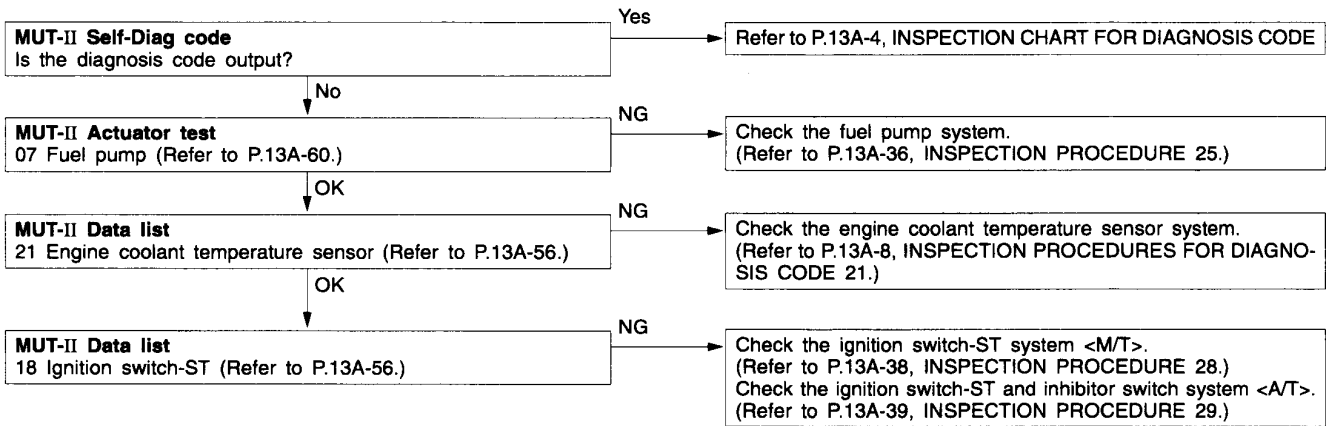 MUT-II Self-Diag code
Is the diagnosis code output?
Yes
Refer to P.13A-4, INSPECTION CHART FOR DIAGNOSIS CODE
No
MUT-II Actuator test
07 Fuel pump (Refer to P.13A-60.)
NG
Check the fuel pump system.
(Refer to P.13A-36, INSPECTION PROCEDURE 25.)
OK
MUT-II Data list
21 Engine coolant temperature sensor (Refer to P.13A-56.)
NG
Check the engine coolant temperature sensor system.
(Refer to P.13A-8, INSPECTION PROCEDURES FOR DIAGNO-
SIS CODE 21.)
OK
MUT-II Data list
18 Ignition switch-ST (Refer to P.13A-56.)
NG
Check the ignition switch-ST system <M/T>.
(Refer to P.13A-38, INSPECTION PROCEDURE 28.)
Check the ignition switch-ST and inhibitor switch system <A/T>.
(Refer to P.13A-39, INSPECTION PROCEDURE 29.)